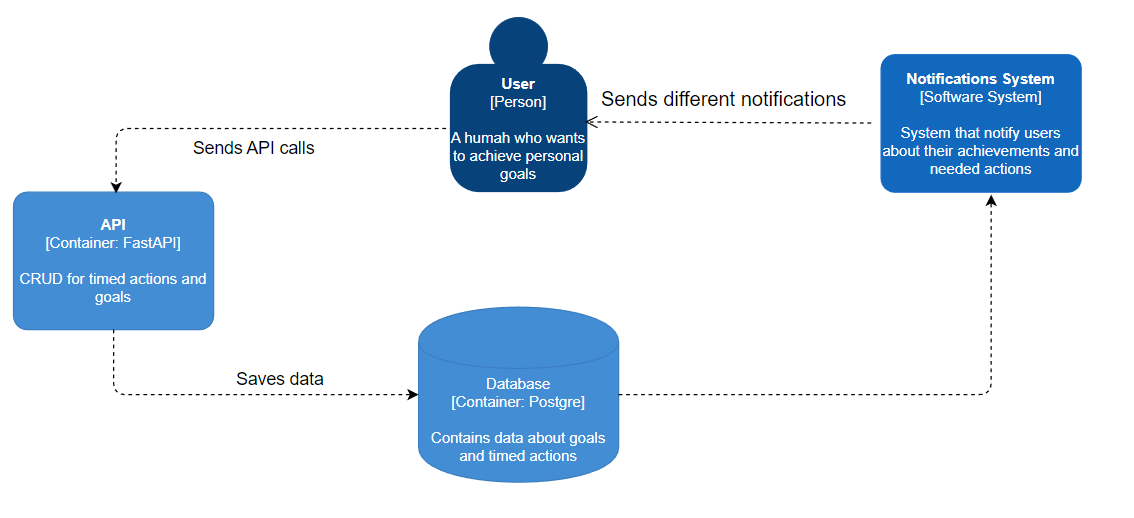 User
[Person]
A humah who wants
to achieve personal
goals
Sends different notifications
Notifications System
[Software System]
System that notify users
about their achievements and
needed actions
Sends API calls
API
[Container: FastAPI]
CRUD for timed actions and
goals
Saves data
Database
[Container: Postgre]
Contains data about goals
and timed actions